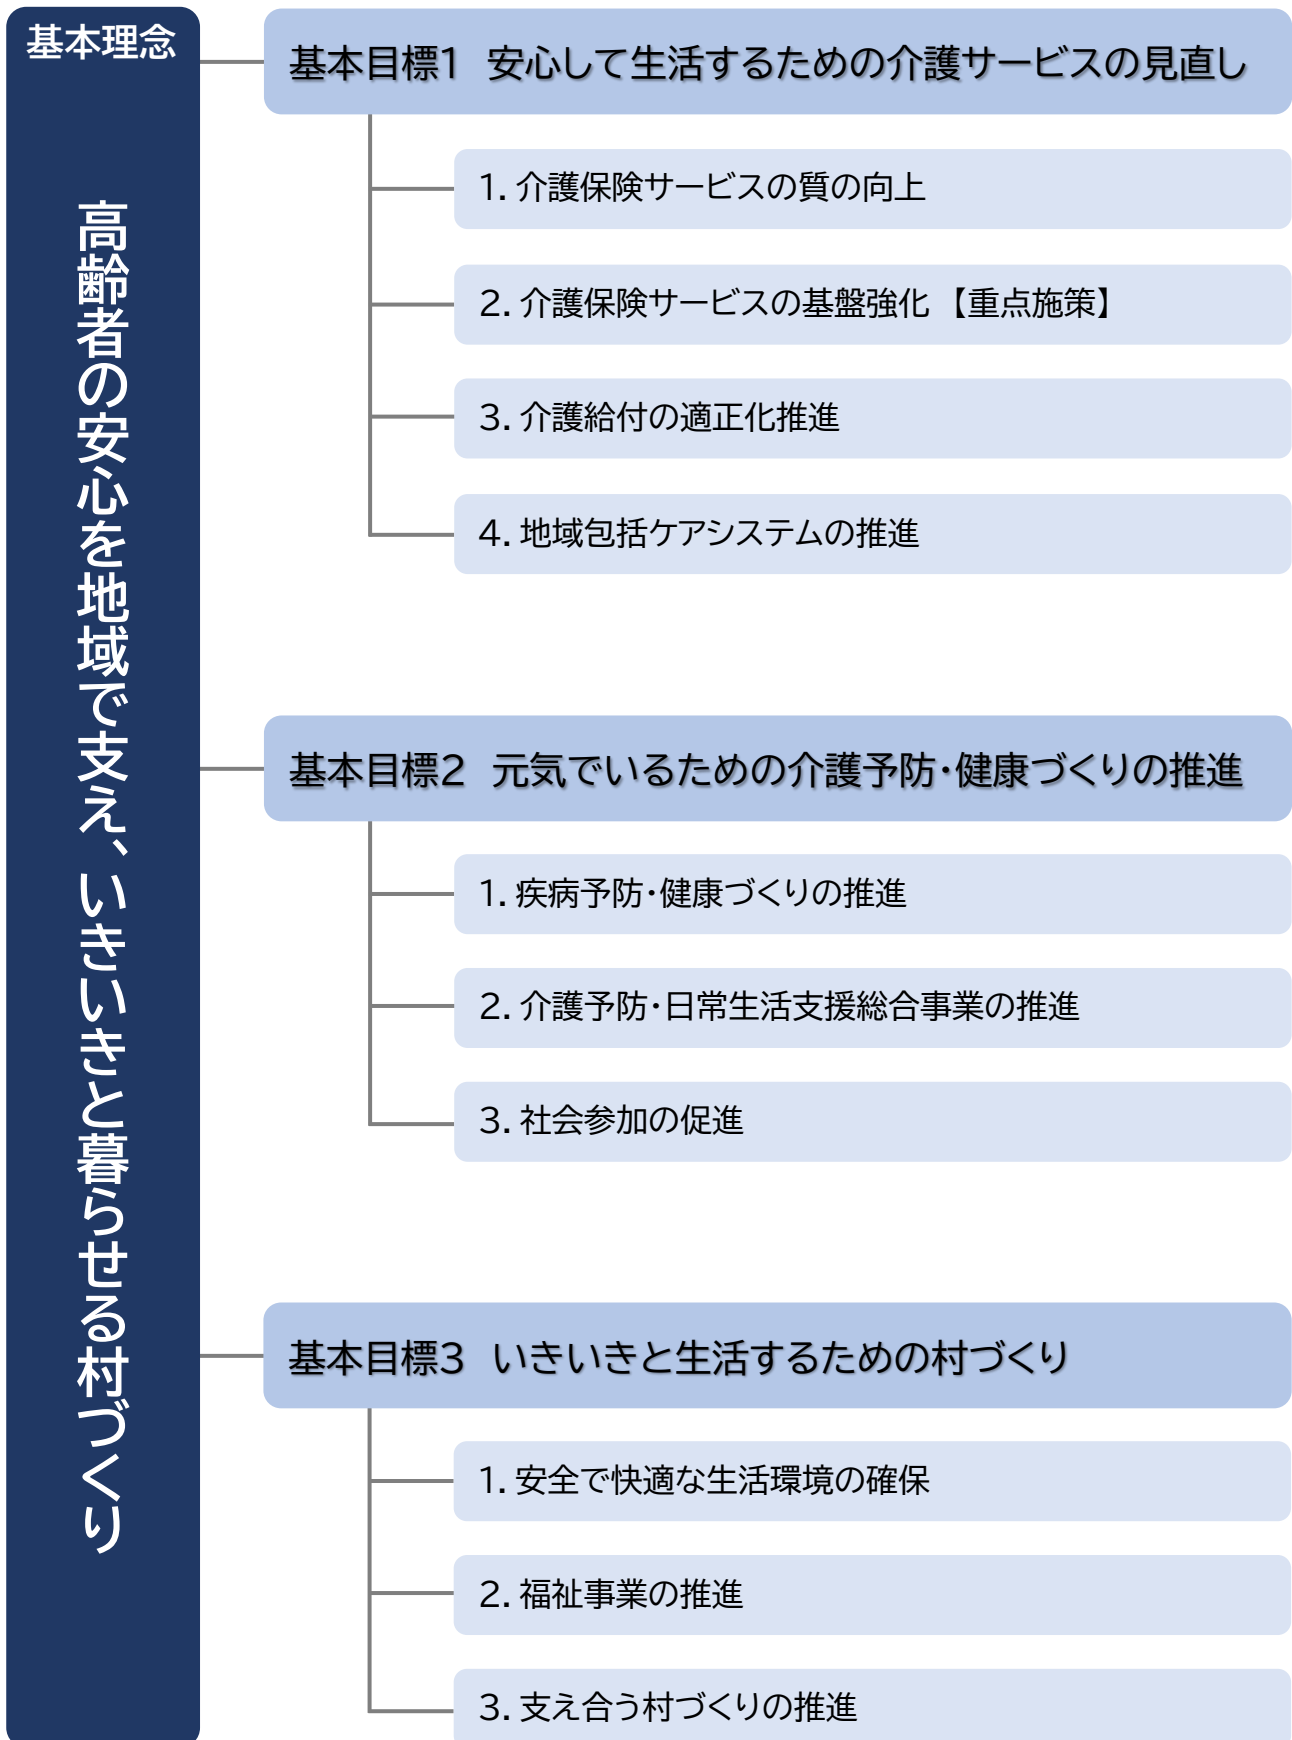 基本理念
高齢者の安心を地域で支え、いきいきと暮らせる村づくり
基本目標1　安心して生活するための介護サービスの見直し
1．介護保険サービスの質の向上
2．介護保険サービスの基盤強化【重点施策】
3．介護給付の適正化推進
4．地域包括ケアシステムの推進
基本目標2　元気でいるための介護予防・健康づくりの推進
1．疾病予防・健康づくりの推進
2．介護予防・日常生活支援総合事業の推進
3．社会参加の促進
基本目標3　いきいきと生活するための村づくり
1．安全で快適な生活環境の確保
2．福祉事業の推進
3．支え合う村づくりの推進